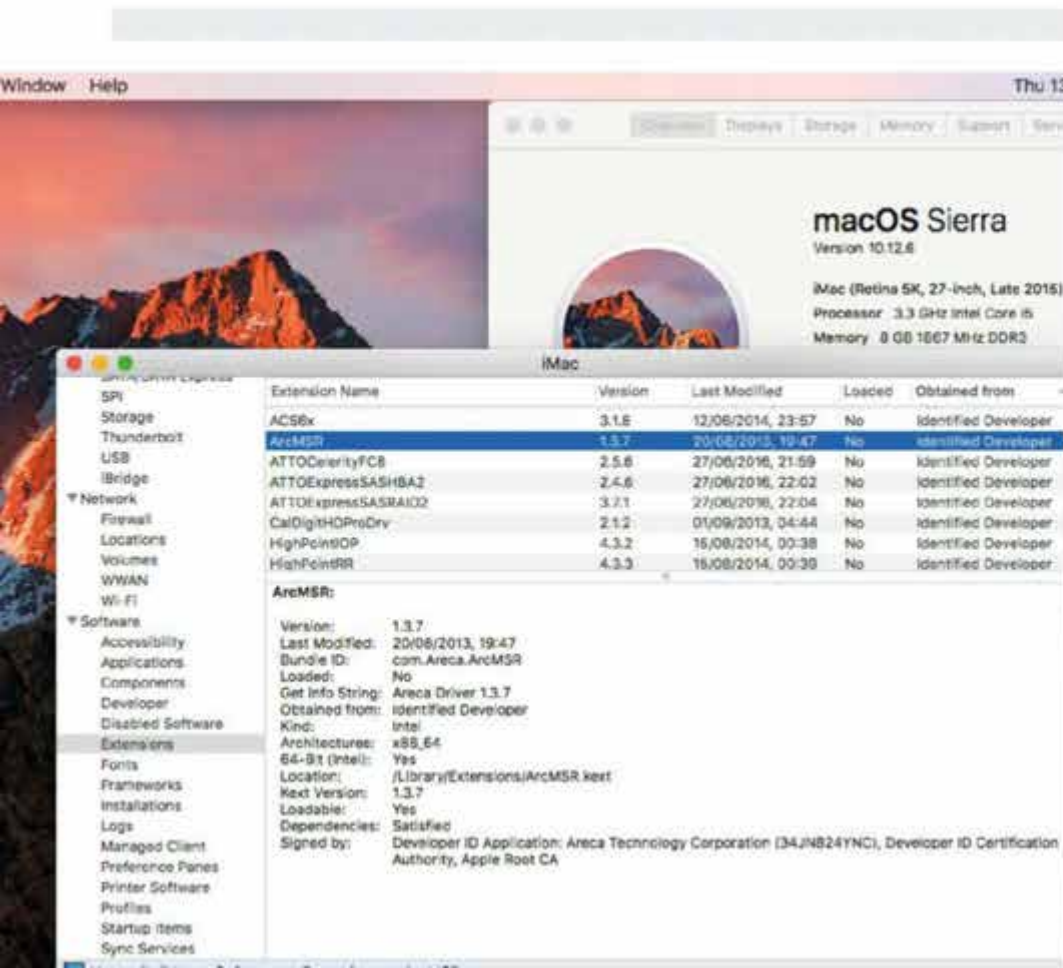 Window Help
Thu 13
Displays Storage Memory Support
macOS Sierra
Version 10.12.6
iMac (Retina 5K, 27-inch, Late 2015)
Processor 3.3 GHz Intel Core i5
Memory 8 GB 1867 MHz DDR3
iMac
SPI
Storage
Thunderbolt
USB
iBridge
Network
Firewall
Locations
Volumes
WWAN
Wi-Fi
Software
Accessibility
Applications
Components
Developer
Disabled Software
Extensions
Fonts
Frameworks
Installations
Logs
Managed Client
Preference Panes
Printer Software
Profiles
Startup Items
Sync Services
Extension Name Version Last Modified Loaded Obtained from
ACS6x 3.1.6 12/06/2014, 23:57 No Identified Developer
ArcMSR 1.3.7 20/08/2013, 19:47 No Identified Developer
ATTOCelerityFC8 2.5.6 27/06/2016, 21:59 No Identified Developer
ATTOExpressSASHBA2 2.4.6 27/06/2016, 22:02 No Identified Developer
ATTOExpressSASRAID2 3.7.1 27/06/2016, 22:04 No Identified Developer
CalDigitHDProDrv 2.1.2 01/09/2013, 04:44 No Identified Developer
HighPointIOP 4.3.2 16/08/2014, 00:38 No Identified Developer
HighPointRR 4.3.3 16/08/2014, 00:39 No Identified Developer
ArcMSR:
Version: 1.3.7
Last Modified: 20/08/2013, 19:47
Bundle ID: com.Areca.ArcMSR
Loaded: No
Get Info String: Areca Driver 1.3.7
Obtained from: Identified Developer
Kind: Intel
Architectures: x86_64
64-Bit (Intel): Yes
Location: /Library/Extensions/ArcMSR.kext
Kext Version: 1.3.7
Loadable: Yes
Dependencies: Satisfied
Signed by: Developer ID Application: Areca Technology Corporation (34JN824YNC), Developer ID Certification
Authority, Apple Root CA